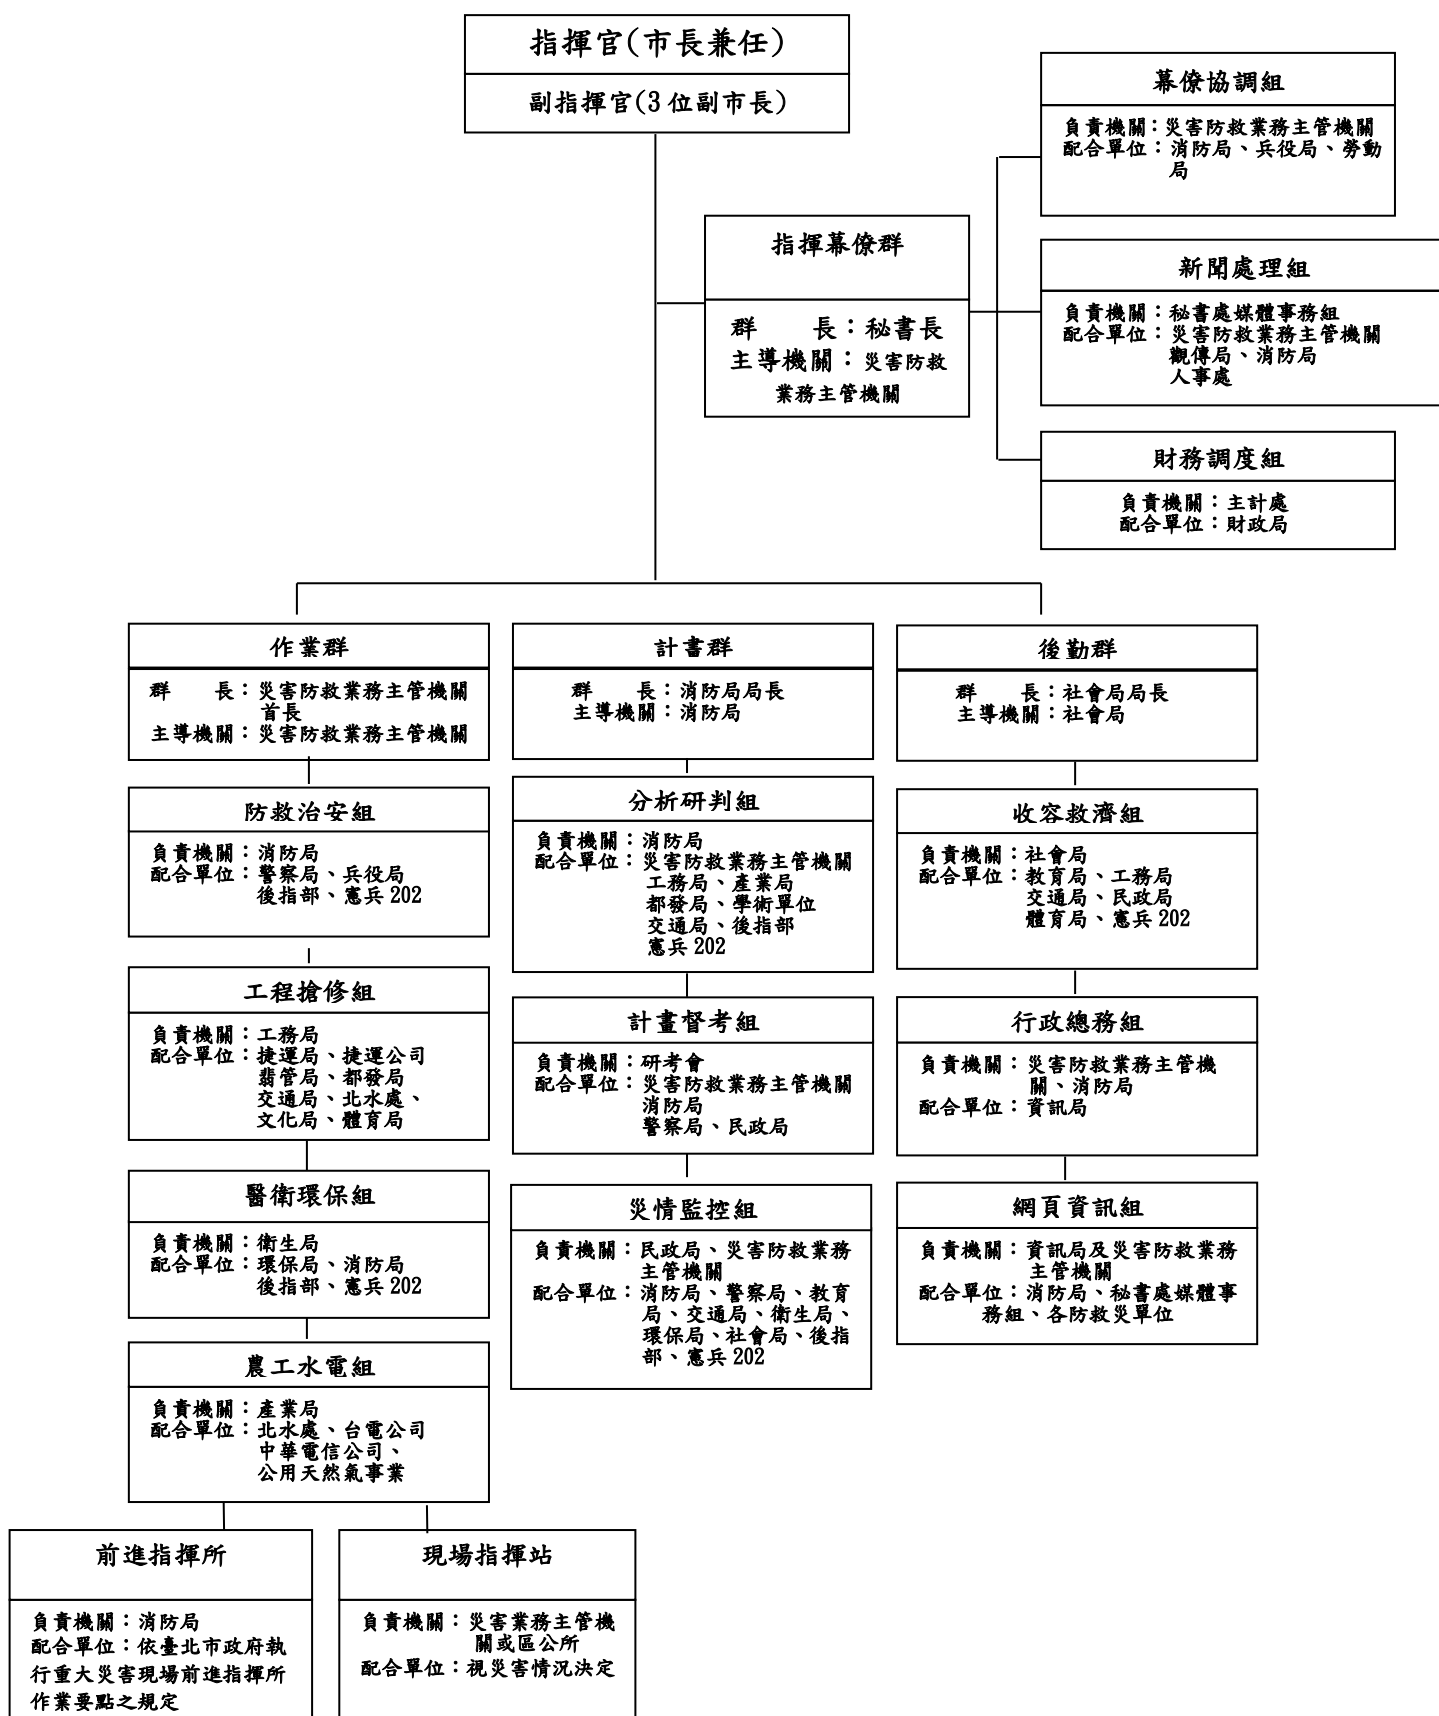 指揮官(市長兼任)
副指揮官(3位副市長)
幕僚協調組
負責機關：災害防救業務主管機關
配合單位：消防局、兵役局、勞動
局
指揮幕僚群
群　　長：秘書長
主導機關：災害防救
業務主管機關
新聞處理組
負責機關：秘書處媒體事務組
配合單位：災害防救業務主管機關
觀傳局、消防局
人事處
財務調度組
負責機關：主計處
配合單位：財政局
作業群
群　　長：災害防救業務主管機關
首長
主導機關：災害防救業務主管機關
防救治安組
負責機關：消防局
配合單位：警察局、兵役局
後指部、憲兵202
工程搶修組
負責機關：工務局
配合單位：捷運局、捷運公司
翡管局、都發局
交通局、北水處、
文化局、體育局
醫衛環保組
負責機關：衛生局
配合單位：環保局、消防局
後指部、憲兵202
農工水電組
負責機關：產業局
配合單位：北水處、台電公司
中華電信公司、
公用天然氣事業
前進指揮所
負責機關：消防局
配合單位：依臺北市政府執
行重大災害現場前進指揮所
作業要點之規定
現場指揮站
負責機關：災害業務主管機
關或區公所
配合單位：視災害情況決定
計畫群
群　　長：消防局局長
主導機關：消防局
分析研判組
負責機關：消防局
配合單位：災害防救業務主管機關
工務局、產業局
都發局、學術單位
交通局、後指部
憲兵202
計畫督考組
負責機關：研考會
配合單位：災害防救業務主管機關
消防局
警察局、民政局
災情監控組
負責機關：民政局、災害防救業務
主管機關
配合單位：消防局、警察局、教育
局、交通局、衛生局、
環保局、社會局、後指
部、憲兵202
後勤群
群　　長：社會局局長
主導機關：社會局
收容救濟組
負責機關：社會局
配合單位：教育局、工務局
交通局、民政局
體育局、憲兵202
行政總務組
負責機關：災害防救業務主管機
關、消防局
配合單位：資訊局
網頁資訊組
負責機關：資訊局及災害防救業務
主管機關
配合單位：消防局、秘書處媒體事
務組、各防救災單位